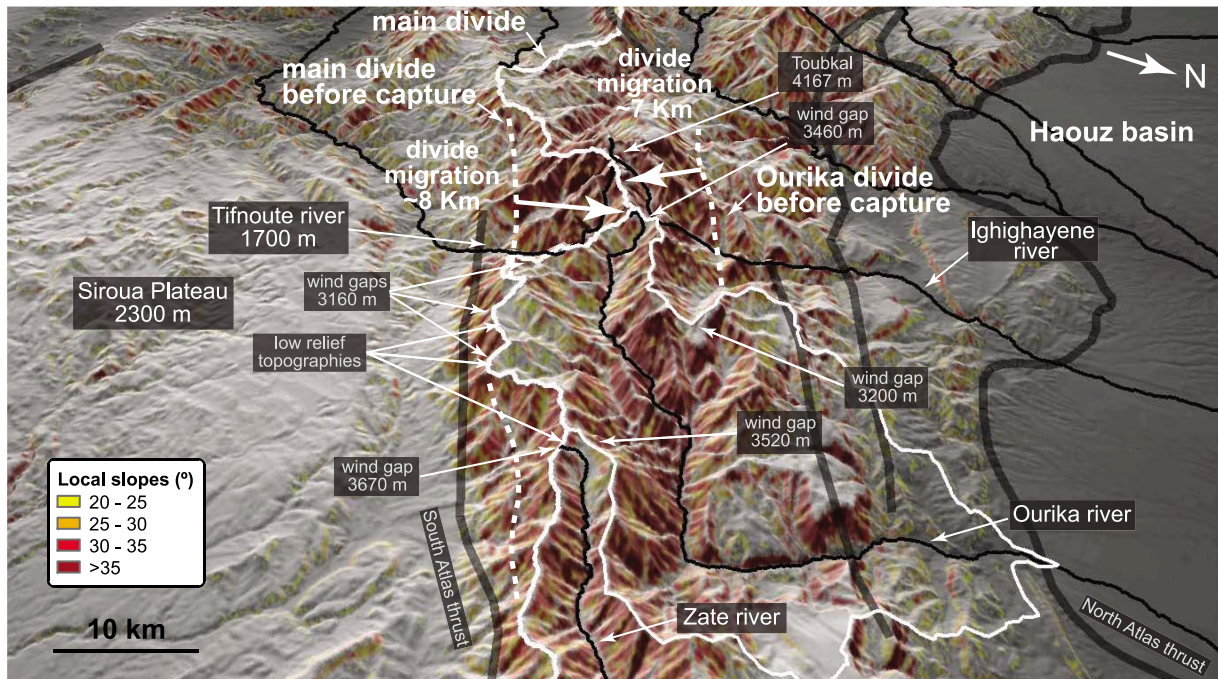 main divide
main divide
before capture
divide
migration
~7 Km
Toubkal
4167 m
wind gap
3460 m
N
Haouz basin
divide
migration
~8 Km
Ourika divide
before capture
Tifnoute river
1700 m
Ighighayene
river
Siroua Plateau
2300 m
wind gaps
3160 m
low relief
topographies
wind gap
3200 m
wind gap
3520 m
wind gap
3670 m
Local slopes (º)
20 - 25
25 - 30
30 - 35
>35
South Atlas thrust
Ourika river
Zate river
North Atlas thrust
10 km